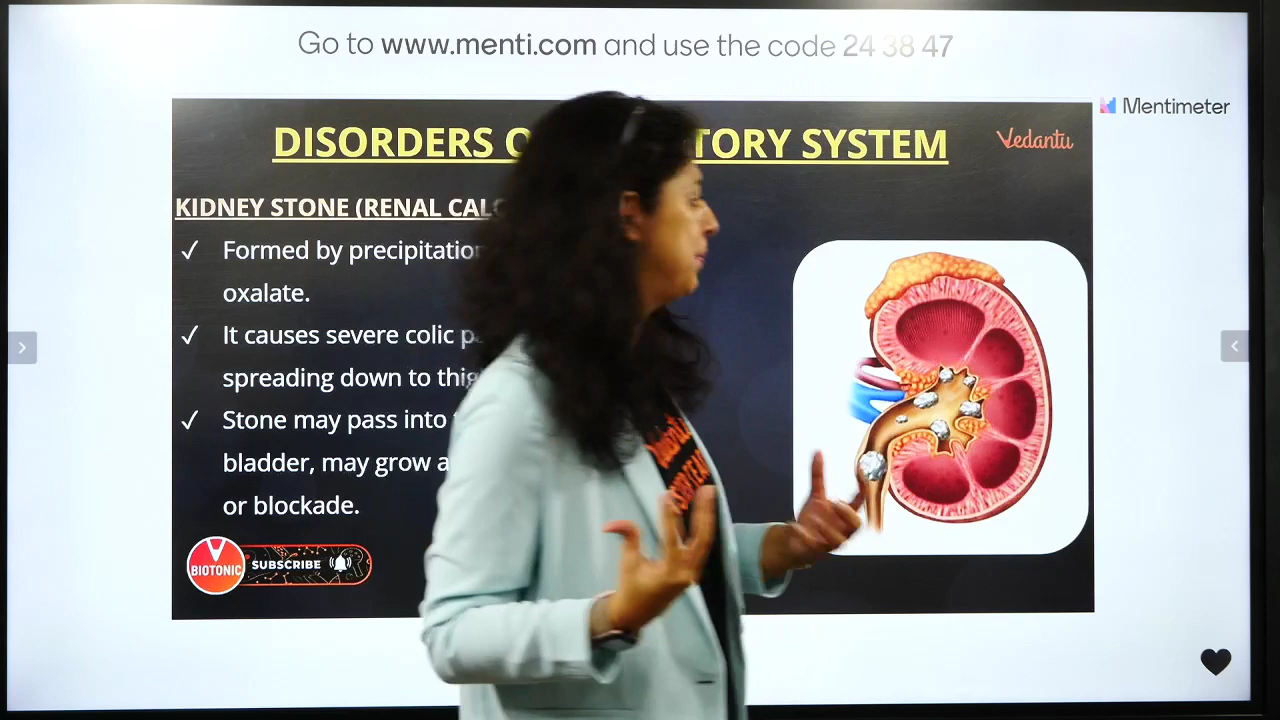 Go to www.menti.com and use the code 24 38 47
Mentimeter
DISORDERS O TORY SYSTEM
Vedantu
KIDNEY STONE (RENAL CALC
✓ Formed by precipitation
oxalate.
✓ It causes severe colic
spreading down to
✓ Stone may pass into
bladder, may grow
or blockade.
BIOTONIC
SUBSCRIBE